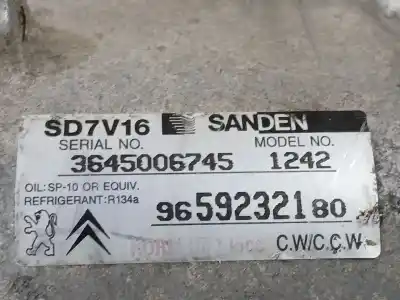 SD7V16 SANDEN
SERIAL NO. MODEL NO.
3645006745 1242
OIL: SP-10 OR EQUIV.
REFRIGERANT:R134a
9659232180
C.W/C.C.W